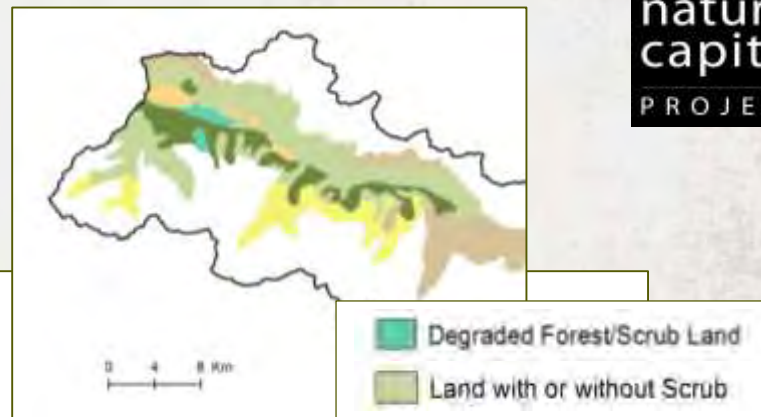 natur
capit
PROJE
0 4 8 Km
Degraded Forest/Scrub Land
Land with or without Scrub